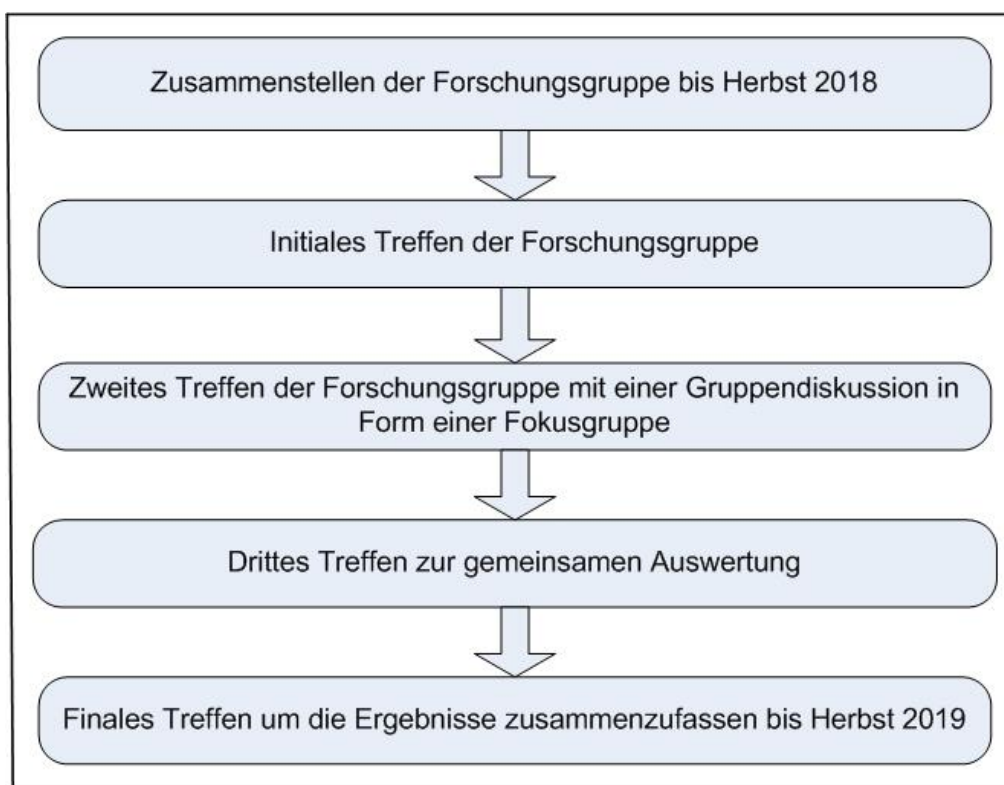 Zusammenstellen der Forschungsgruppe bis Herbst 2018
Initiales Treffen der Forschungsgruppe
Zweites Treffen der Forschungsgruppe mit einer Gruppendiskussion in
Form einer Fokusgruppe
Drittes Treffen zur gemeinsamen Auswertung
Finales Treffen um die Ergebnisse zusammenzufassen bis Herbst 2019